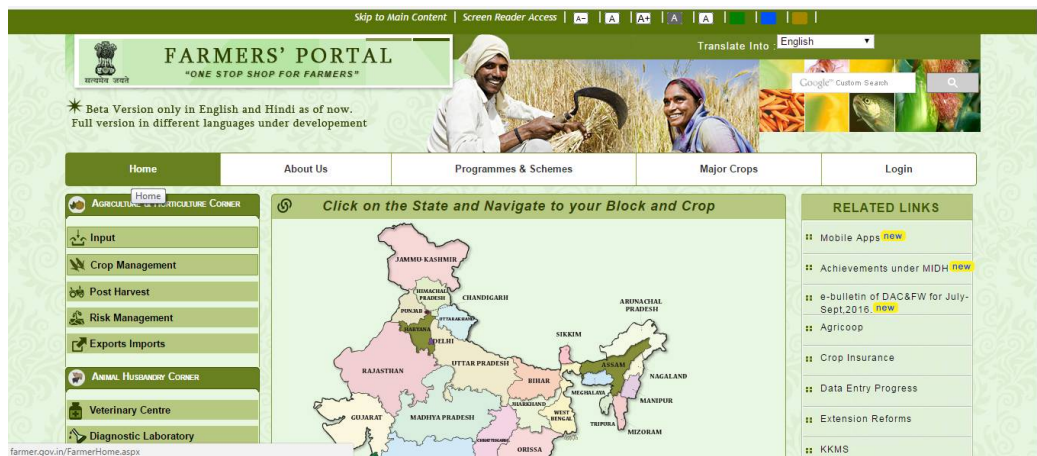 Skip to Main Content | Screen Reader Access | A- | A | A+ | A | A |
Translate Into : English
सत्यमेव जयते
FARMERS' PORTAL
"ONE STOP SHOP FOR FARMERS"
Google™ Custom Search
Beta Version only in English and Hindi as of now.
Full version in different languages under developement
Home
About Us
Programmes & Schemes
Major Crops
Login
Home
AGRICULTURE & HORTICULTURE CORNER
Input
Crop Management
Post Harvest
Risk Management
Exports Imports
ANIMAL HUSBANDRY CORNER
Veterinary Centre
Diagnostic Laboratory
farmer.gov.in/FarmerHome.aspx
Click on the State and Navigate to your Block and Crop
JAMMU-KASHMIR
HIMACHAL
PRADESH
CHANDIGARH
PUNJAB
UTTARAKHAND
HARYANA
DELHI
ARUNACHAL
PRADESH
SIKKIM
RAJASTHAN
UTTAR PRADESH
ASSAM
BIHAR
NAGALAND
MEGHALAYA
MANIPUR
JHARKHAND
GUJARAT
MADHYA PRADESH
WEST
BENGAL
TRIPURA
MIZORAM
CHHATTISGARH
ORISSA
RELATED LINKS
Mobile Apps new
Achievements under MIDH new
e-bulletin of DAC&FW for July-
Sept,2016. new
Agricoop
Crop Insurance
Data Entry Progress
Extension Reforms
KKMS